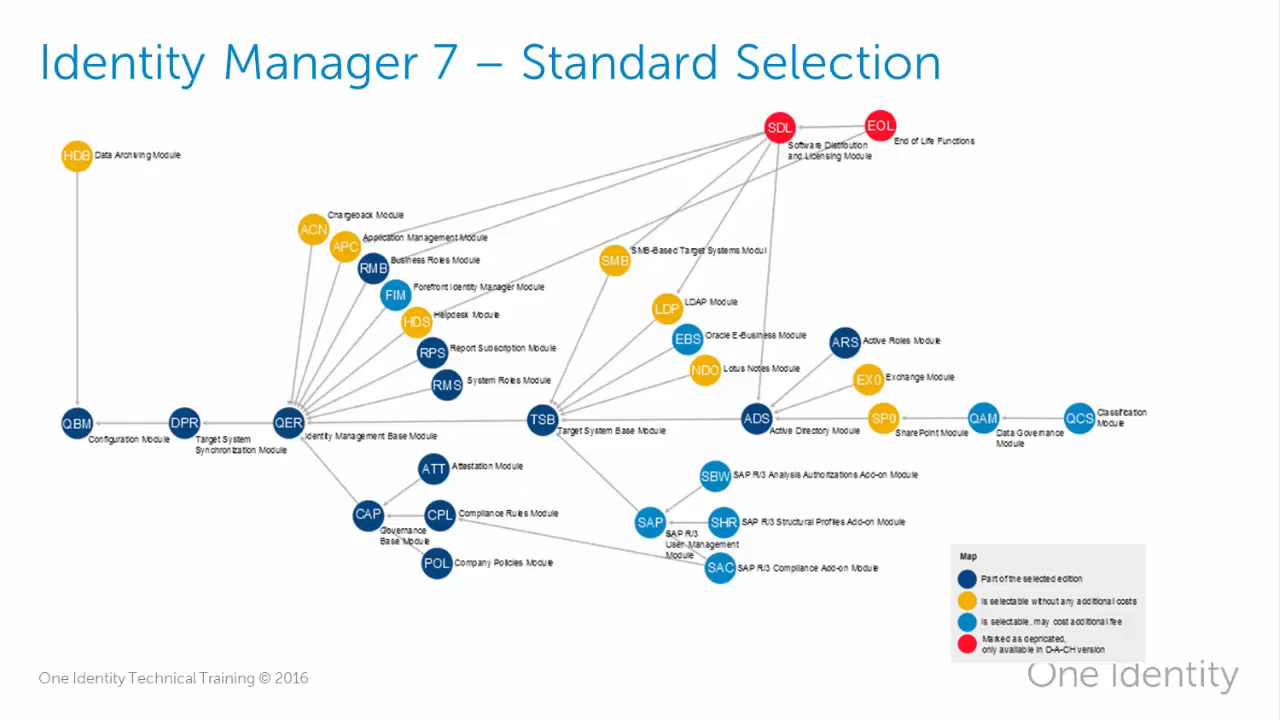 Identity Manager 7 – Standard Selection
SDL
EOL
End of Life Functions
Software Distribution
and Licensing Module
HDB
Data Archiving Module
ACN
Chargeback Module
APC
Application Management Module
RMB
Business Roles Module
SMB
SMB-Based Target Systems Modul
FIM
Forefront Identity Manager Module
LDP
LDAP Module
HDS
Helpdesk Module
EBS
Oracle E-Business Module
ARS
Active Roles Module
RPS
Report Subscription Module
NDO
Lotus Notes Module
EX0
Exchange Module
RMS
System Roles Module
QBM
Configuration Module
DPR
Target System
Synchronization Module
QER
Identity Management Base Module
TSB
Target System Base Module
ADS
Active Directory Module
SP0
SharePoint Module
QAM
Data Governance
Module
QCS
Classification
Module
ATT
Attestation Module
SBW
SAP R/3 Analysis Authorizations Add-on Module
CAP
Governance
Base Module
CPL
Compliance Rules Module
SAP
SAP R/3
User-Management
Module
SHR
SAP R/3 Structural Profiles Add-on Module
POL
Company Policies Module
SAC
SAP R/3 Compliance Add-on Module
Map
Part of the selected edition
Is selectable without any additional costs
Is selectable, may cost additional fee
Marked as depricated,
only available in D-A-CH version
One Identity Technical Training © 2016
One Identity